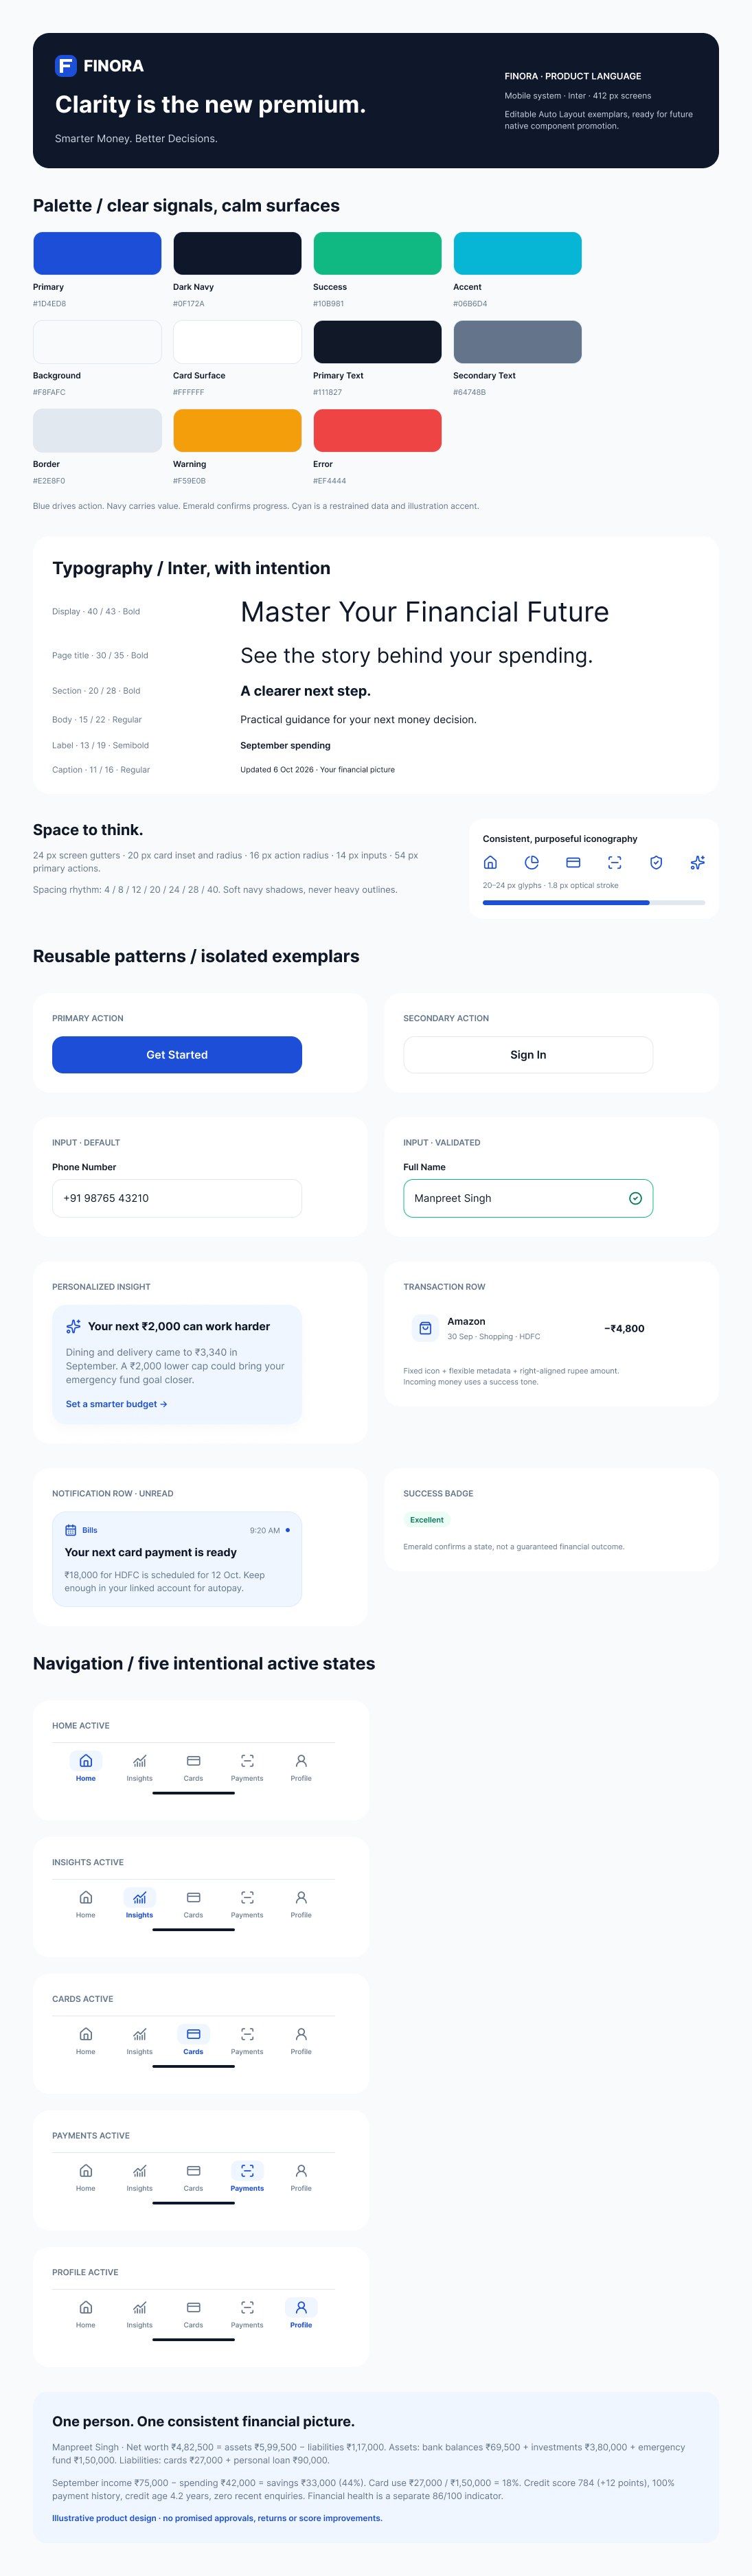 FINORA
Clarity is the new premium.
Smarter Money. Better Decisions.
FINORA · PRODUCT LANGUAGE
Mobile system · Inter · 412 px screens
Editable Auto Layout exemplars, ready for future
native component promotion.
Palette / clear signals, calm surfaces
Primary
#1D4ED8
Dark Navy
#0F172A
Success
#10B981
Accent
#06B6D4
Background
#F8FAFC
Card Surface
#FFFFFF
Primary Text
#111827
Secondary Text
#64748B
Border
#E2E8F0
Warning
#F59E0B
Error
#EF4444
Blue drives action. Navy carries value. Emerald confirms progress. Cyan is a restrained data and illustration accent.
Typography / Inter, with intention
Display · 40 / 43 · Bold
Master Your Financial Future
Page title · 30 / 35 · Bold
See the story behind your spending.
Section · 20 / 28 · Bold
A clearer next step.
Body · 15 / 22 · Regular
Practical guidance for your next money decision.
Label · 13 / 19 · Semibold
September spending
Caption · 11 / 16 · Regular
Updated 6 Oct 2026 · Your financial picture
Space to think.
24 px screen gutters · 20 px card inset and radius · 16 px action radius · 14 px inputs · 54 px
primary actions.
Spacing rhythm: 4 / 8 / 12 / 20 / 24 / 28 / 40. Soft navy shadows, never heavy outlines.
Consistent, purposeful iconography
20–24 px glyphs · 1.8 px optical stroke
Reusable patterns / isolated exemplars
PRIMARY ACTION
Get Started
SECONDARY ACTION
Sign In
INPUT · DEFAULT
Phone Number
+91 98765 43210
INPUT · VALIDATED
Full Name
Manpreet Singh
PERSONALIZED INSIGHT
Your next ₹2,000 can work harder
Dining and delivery came to ₹3,340 in
September. A ₹2,000 lower cap could bring your
emergency fund goal closer.
Set a smarter budget →
TRANSACTION ROW
Amazon
30 Sep · Shopping · HDFC
−₹4,800
Fixed icon + flexible metadata + right-aligned rupee amount.
Incoming money uses a success tone.
NOTIFICATION ROW · UNREAD
Bills
9:20 AM
Your next card payment is ready
₹18,000 for HDFC is scheduled for 12 Oct. Keep
enough in your linked account for autopay.
SUCCESS BADGE
Excellent
Emerald confirms a state, not a guaranteed financial outcome.
Navigation / five intentional active states
HOME ACTIVE
Home Insights Cards Payments Profile
INSIGHTS ACTIVE
Home Insights Cards Payments Profile
CARDS ACTIVE
Home Insights Cards Payments Profile
PAYMENTS ACTIVE
Home Insights Cards Payments Profile
PROFILE ACTIVE
Home Insights Cards Payments Profile
One person. One consistent financial picture.
Manpreet Singh · Net worth ₹4,82,500 = assets ₹5,99,500 − liabilities ₹1,17,000. Assets: bank balances ₹69,500 + investments ₹3,80,000 + emergency
fund ₹1,50,000. Liabilities: cards ₹27,000 + personal loan ₹90,000.
September income ₹75,000 − spending ₹42,000 = savings ₹33,000 (44%). Card use ₹27,000 / ₹1,50,000 = 18%. Credit score 784 (+12 points), 100%
payment history, credit age 4.2 years, zero recent enquiries. Financial health is a separate 86/100 indicator.
Illustrative product design · no promised approvals, returns or score improvements.